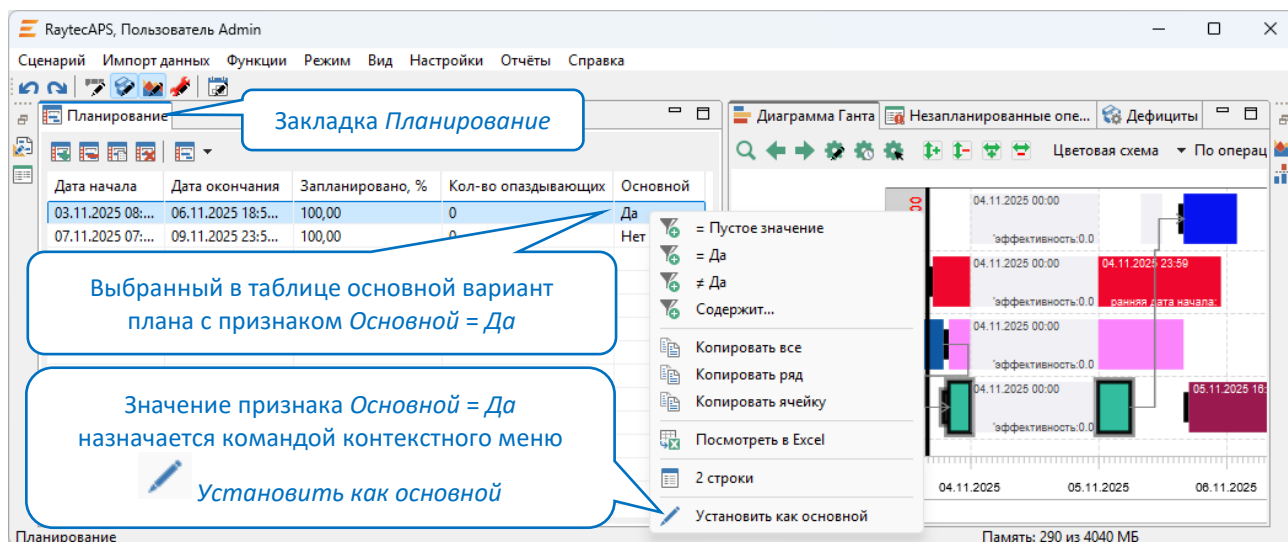 RaytecAPS, Пользователь Admin
Сценарий Импорт данных Функции Режим Вид Настройки Отчёты Справка
Планирование
Закладка Планирование
Диаграмма Ганта Незапланированные опе... Дефициты
Цветовая схема По операц
Дата начала Дата окончания Запланировано, % Кол-во опаздывающих Основной
03.11.2025 08:... 06.11.2025 18:5... 100,00 0 Да
07.11.2025 07:... 09.11.2025 23:5... 100,00 0 Нет
Выбранный в таблице основной вариант
плана с признаком Основной = Да
Значение признака Основной = Да
назначается командой контекстного меню
Установить как основной
= Пустое значение
= Да
≠ Да
Содержит...
Копировать все
Копировать ряд
Копировать ячейку
Посмотреть в Excel
2 строки
Установить как основной
04.11.2025 00:00
'эффективность:0.0
04.11.2025 00:00 04.11.2025 23:59
'эффективность:0.0 ранняя дата начала:
04.11.2025 00:00
'эффективность:0.0
04.11.2025 00:00 05.11.2025 16:
'эффективность:0.0
04.11.2025 05.11.2025 06.11.2025
Планирование Память: 290 из 4040 МБ